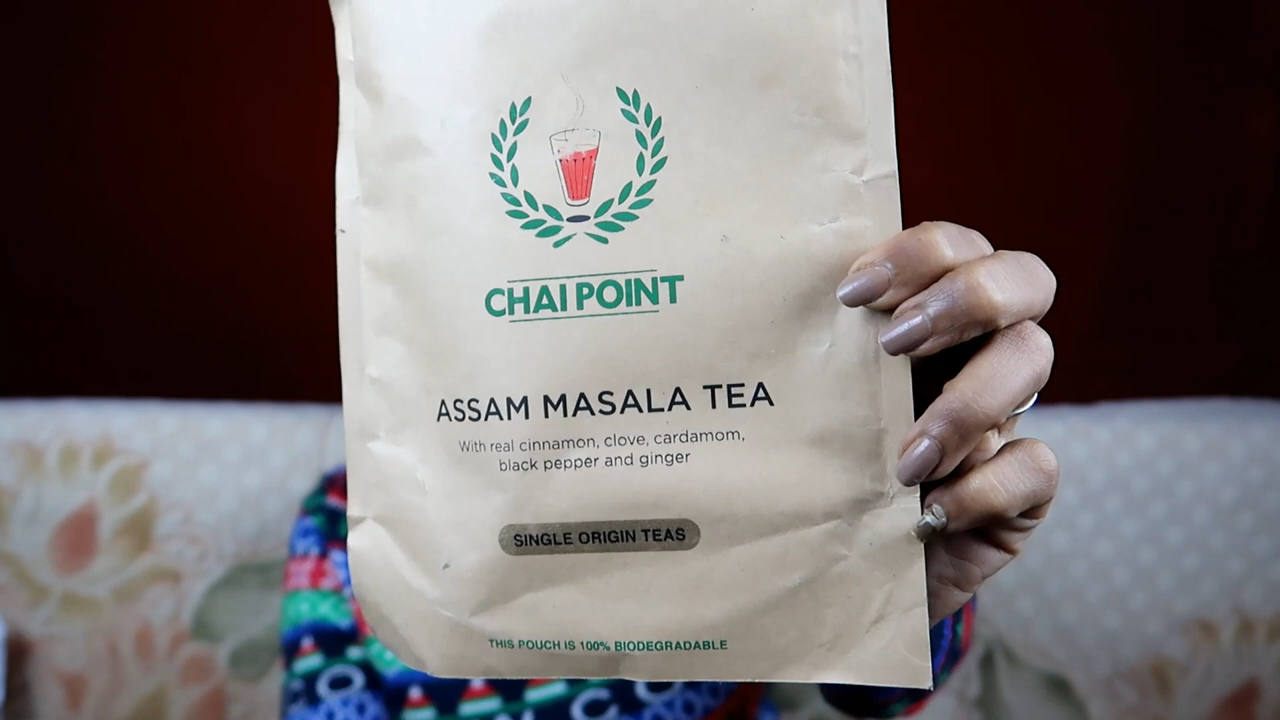 CHAI POINT
ASSAM MASALA TEA
With real cinnamon, clove, cardamom,
black pepper and ginger
SINGLE ORIGIN TEAS
THIS POUCH IS 100% BIODEGRADABLE